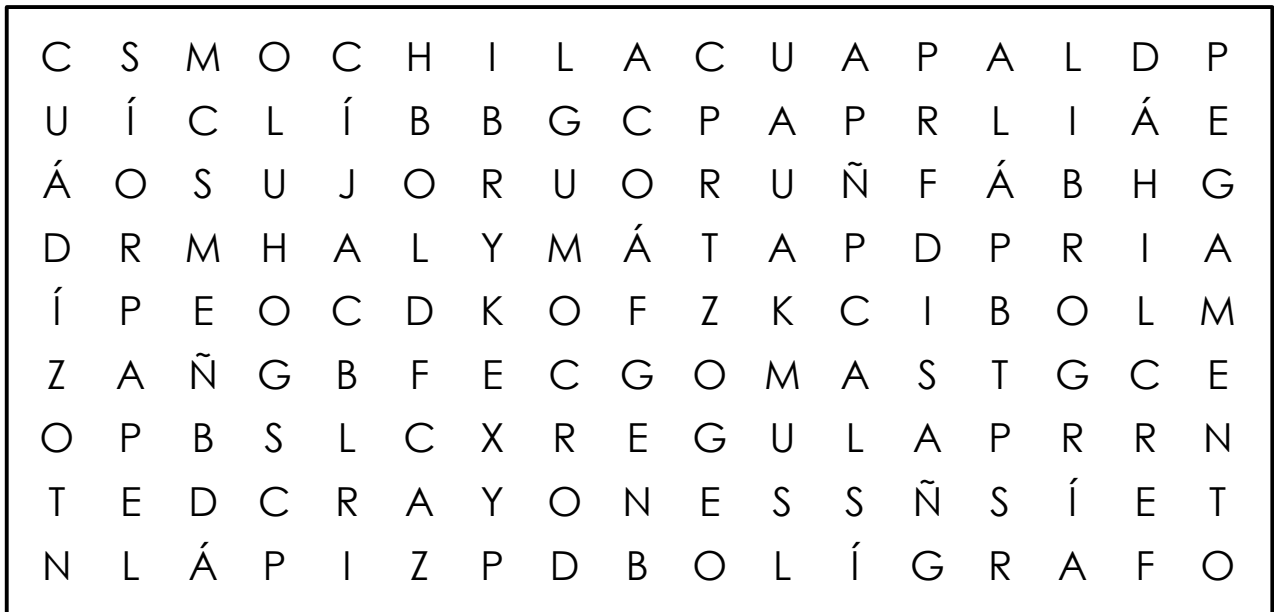 C S M O C H I L A C U A P A L D P
U Í C L Í B B G C P A P R L I Á E
Á O S U J O R U O R U Ñ F Á B H G
D R M H A L Y M Á T A P D P R I A
Í P E O C D K O F Z K C I B O L M
Z A Ñ G B F E C G O M A S T G C E
O P B S L C X R E G U L A P R R N
T E D C R A Y O N E S S Ñ S Í E T
N L Á P I Z P D B O L Í G R A F O